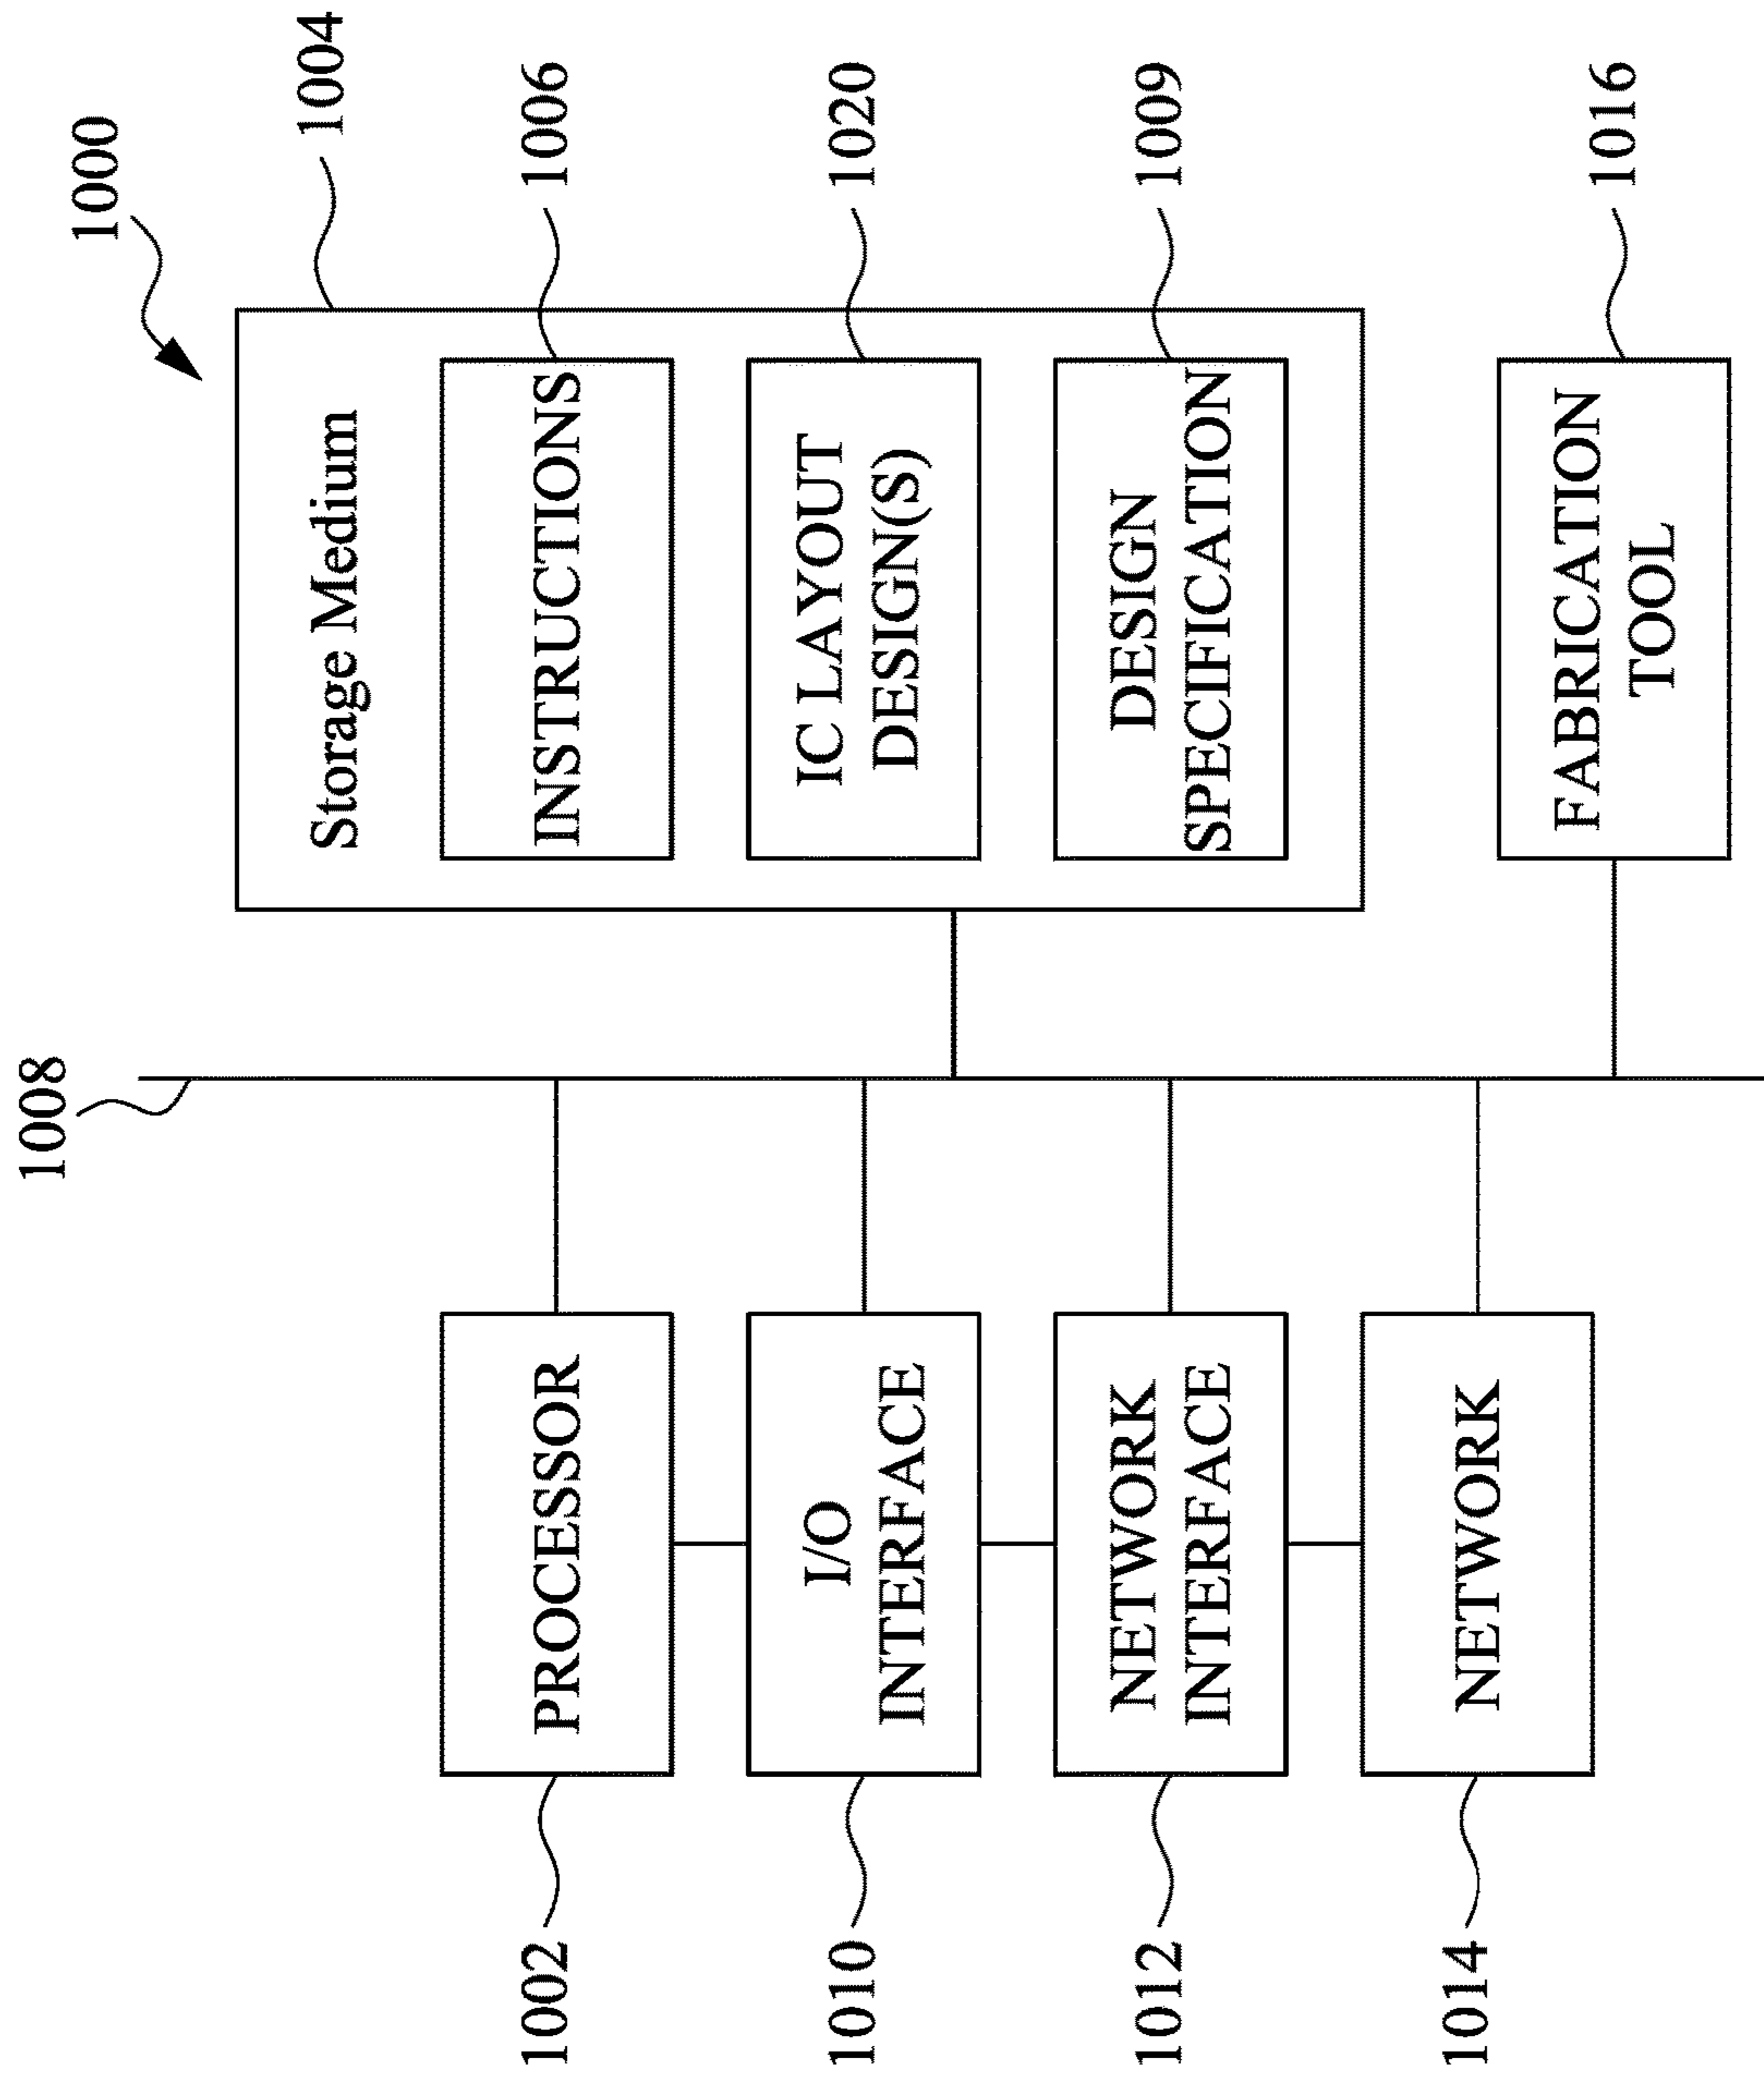 1000
1008
1004
Storage Medium
1002
PROCESSOR
INSTRUCTIONS
1006
1010
I/O
INTERFACE
IC LAYOUT
DESIGN(S)
1020
1012
NETWORK
INTERFACE
DESIGN
SPECIFICATION
1009
1014
NETWORK
FABRICATION
TOOL
1016